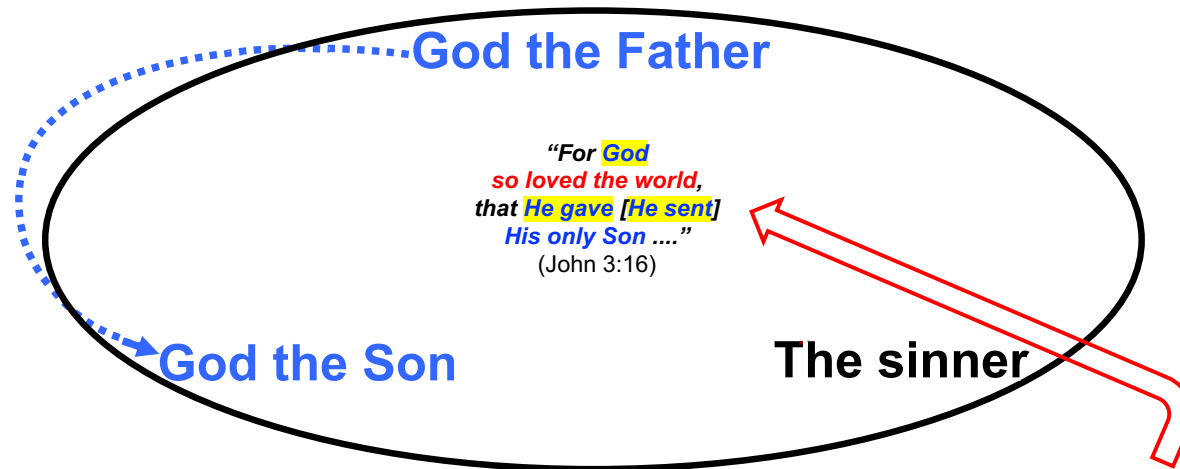 God the Father
“For God
so loved the world,
that He gave [He sent]
His only Son ....”
(John 3:16)
God the Son
The sinner